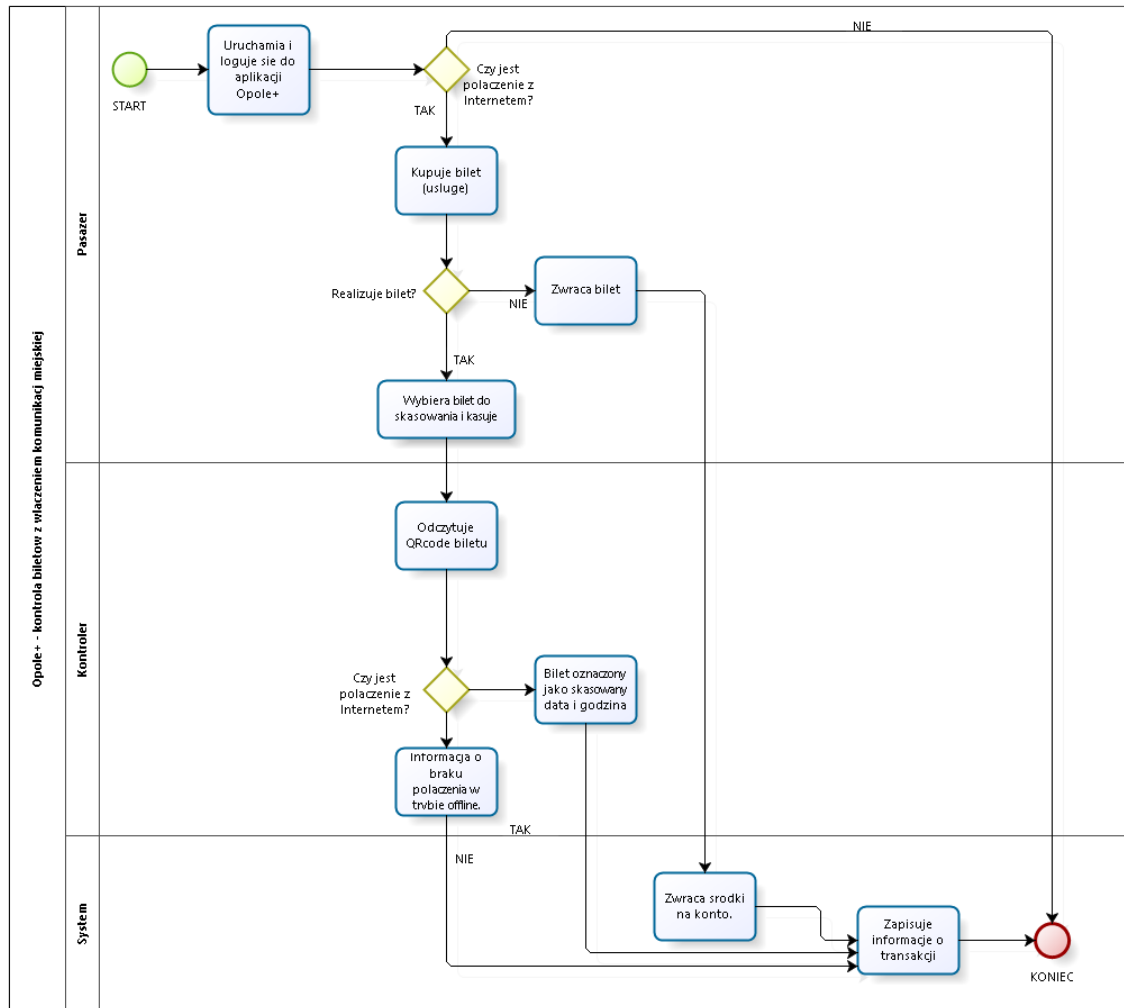 Opole+ - kontrola biletow z wlaczeniem komunikacj miejskiej
Pasazer
START
Uruchamia i
loguje sie do
aplikacji
Opole+
Czy jest
polaczenie z
Internetem?
NIE
TAK
Kupuje bilet
(usluge)
Realizuje bilet?
NIE
Zwraca bilet
TAK
Wybiera bilet do
skasowania i kasuje
Kontroler
Odczytuje
QRcode biletu
Czy jest
polaczenie z
Internetem?
Bilet oznaczony
jako skasowany
data i godzina
Informacja o
braku
polaczenia w
trybie offline.
TAK
System
NIE
Zwraca srodki
na konto.
Zapisuje
informacje o
transakcji
KONIEC